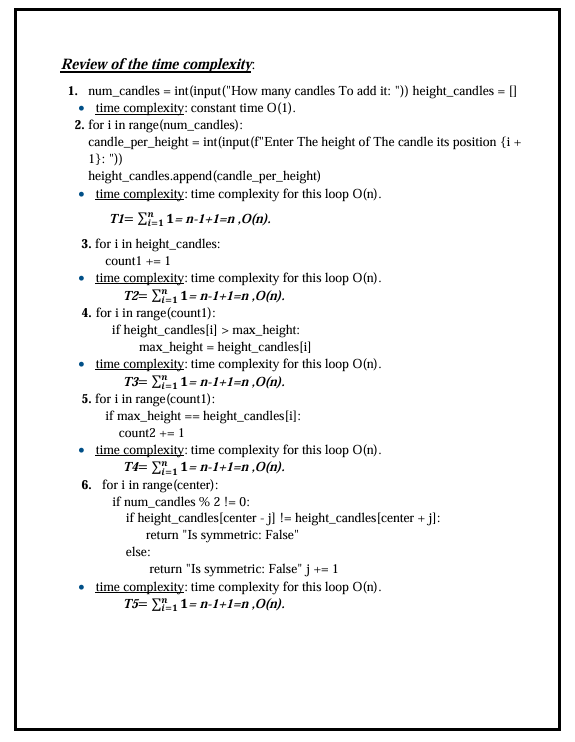 Review of the time complexity:
1. num_candles = int(input("How many candles To add it: ")) height_candles = []
• time complexity: constant time O(1).
2. for i in range(num_candles):
candle_per_height = int(input(f"Enter The height of The candle its position {i +
1}: "))
height_candles.append(candle_per_height)
• time complexity: time complexity for this loop O(n).
T1= ∑ⁿᵢ₌₁ 1= n-1+1=n ,O(n).
3. for i in height_candles:
count1 += 1
• time complexity: time complexity for this loop O(n).
T2= ∑ⁿᵢ₌₁ 1= n-1+1=n ,O(n).
4. for i in range(count1):
if height_candles[i] > max_height:
max_height = height_candles[i]
• time complexity: time complexity for this loop O(n).
T3= ∑ⁿᵢ₌₁ 1= n-1+1=n ,O(n).
5. for i in range(count1):
if max_height == height_candles[i]:
count2 += 1
• time complexity: time complexity for this loop O(n).
T4= ∑ⁿᵢ₌₁ 1= n-1+1=n ,O(n).
6. for i in range(center):
if num_candles % 2 != 0:
if height_candles[center - j] != height_candles[center + j]:
return "Is symmetric: False"
else:
return "Is symmetric: False" j += 1
• time complexity: time complexity for this loop O(n).
T5= ∑ⁿᵢ₌₁ 1= n-1+1=n ,O(n).